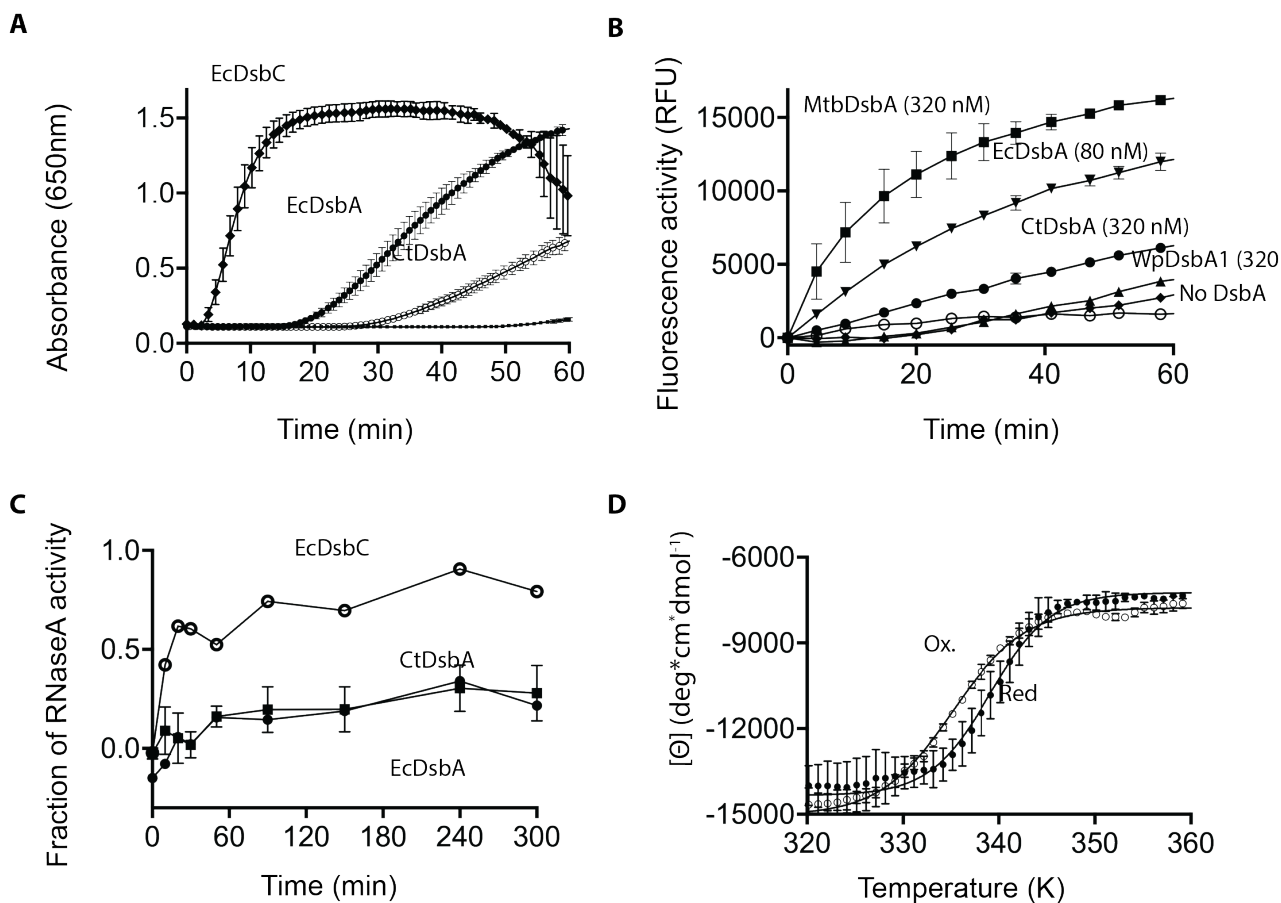 A
EcDsbC
EcDsbA
CtDsbA
Absorbance (650nm)
1.5
1.0
0.5
0.0
0 10 20 30 40 50 60
Time (min)
B
MtbDsbA (320 nM)
EcDsbA (80 nM)
CtDsbA (320 nM)
WpDsbA1 (320
No DsbA
Fluorescence activity (RFU)
15000
10000
5000
0
0 20 40 60
Time (min)
C
EcDsbC
CtDsbA
EcDsbA
Fraction of RNaseA activity
1.0
0.5
0.0
0 60 120 180 240 300
Time (min)
D
Ox.
Red
[Θ] (deg*cm*dmol⁻¹)
-6000
-9000
-12000
-15000
320 330 340 350 360
Temperature (K)